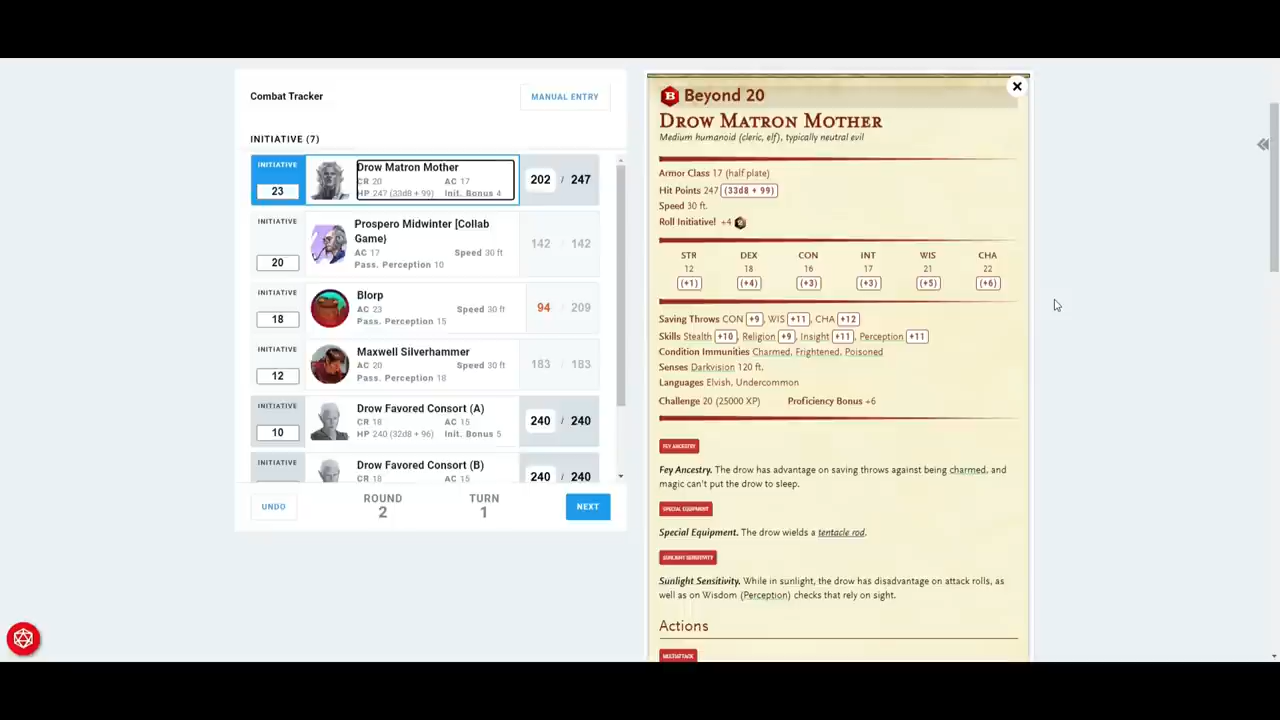 Combat Tracker
MANUAL ENTRY
INITIATIVE (7)
INITIATIVE
23
Drow Matron Mother
CR 20 AC 17
HP 247 (33d8 + 99) Init. Bonus 4
202 / 247
INITIATIVE
20
Prospero Midwinter [Collab
Game)
AC 17 Speed 30 ft
Pass. Perception 10
142 / 142
INITIATIVE
18
Blorp
AC 23 Speed 30 ft
Pass. Perception 15
94 / 209
INITIATIVE
12
Maxwell Silverhammer
AC 20 Speed 30 ft
Pass. Perception 18
183 / 183
INITIATIVE
10
Drow Favored Consort (A)
CR 18 AC 15
HP 240 (32d8 + 96) Init. Bonus 5
240 / 240
INITIATIVE
Drow Favored Consort (B)
CR 18 AC 15
240 / 240
UNDO
ROUND
2
TURN
1
NEXT
Beyond 20
DROW MATRON MOTHER
Medium humanoid (cleric, elf), typically neutral evil
Armor Class 17 (half plate)
Hit Points 247 (33d8 + 99)
Speed 30 ft.
Roll Initiative! +4
STR DEX CON INT WIS CHA
12 18 16 17 21 22
(+1) (+4) (+3) (+3) (+5) (+6)
Saving Throws CON +9, WIS +11, CHA +12
Skills Stealth +10, Religion +9, Insight +11, Perception +11
Condition Immunities Charmed, Frightened, Poisoned
Senses Darkvision 120 ft.
Languages Elvish, Undercommon
Challenge 20 (25000 XP) Proficiency Bonus +6
FEY ANCESTRY
Fey Ancestry. The drow has advantage on saving throws against being charmed, and
magic can't put the drow to sleep.
SPECIAL EQUIPMENT
Special Equipment. The drow wields a tentacle rod.
SUNLIGHT SENSITIVITY
Sunlight Sensitivity. While in sunlight, the drow has disadvantage on attack rolls, as
well as on Wisdom (Perception) checks that rely on sight.
Actions
MULTIATTACK